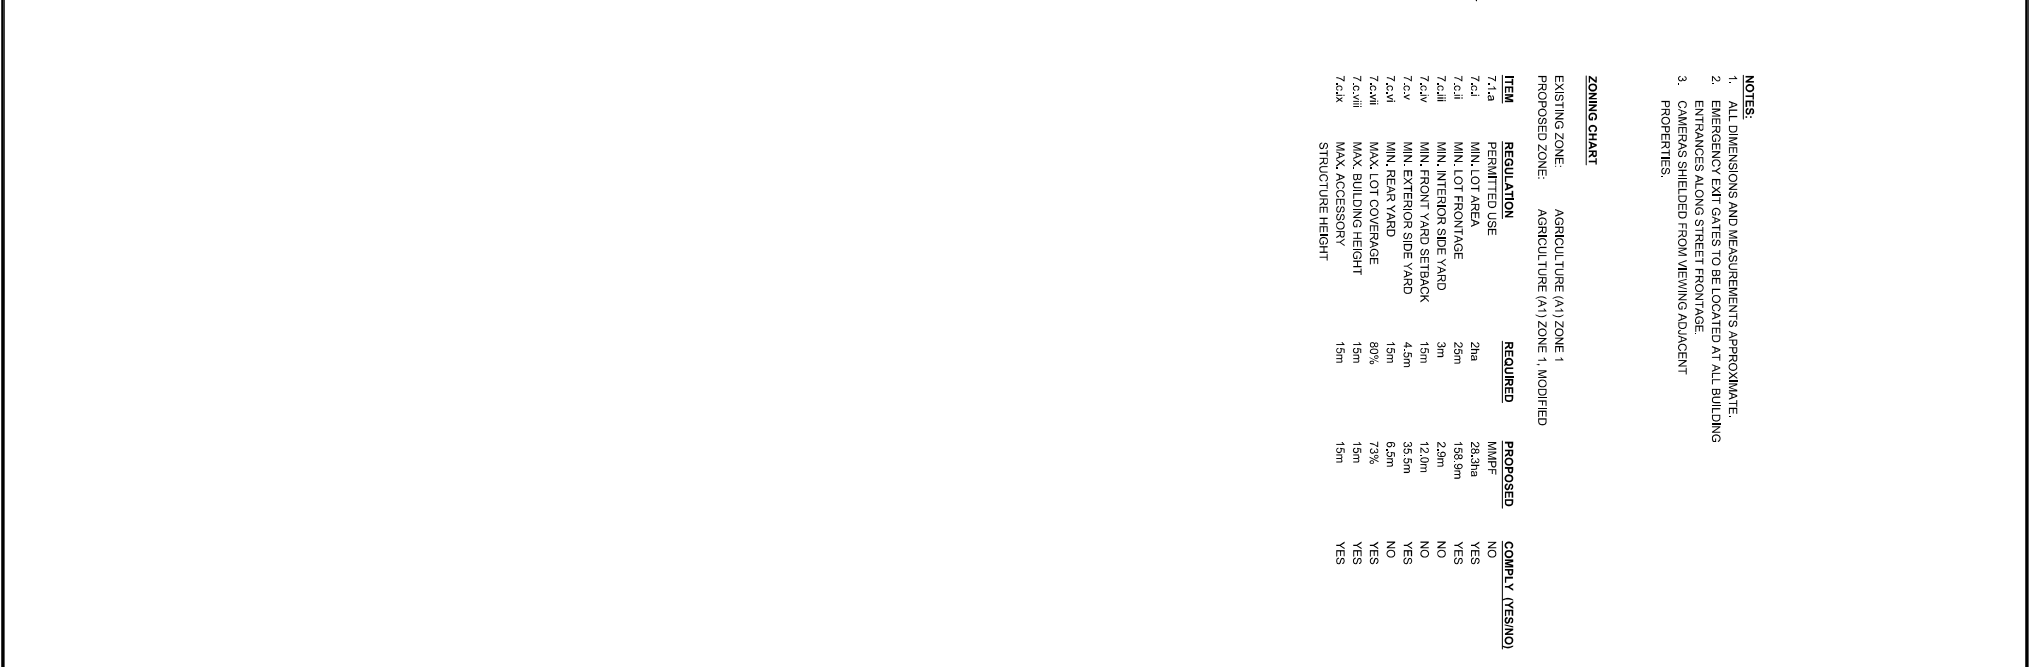 NOTES:
1. ALL DIMENSIONS AND MEASUREMENTS APPROXIMATE.
2. EMERGENCY EXIT GATES TO BE LOCATED AT ALL BUILDING
ENTRANCES ALONG STREET FRONTAGE.
3. CAMERAS SHIELDED FROM VIEWING ADJACENT
PROPERTIES.
ZONING CHART
EXISTING ZONE: AGRICULTURE (A1) ZONE 1
PROPOSED ZONE: AGRICULTURE (A1) ZONE 1, MODIFIED
ITEM REGULATION REQUIRED PROPOSED COMPLY (YES/NO)
7.1.a PERMITTED USE MMPF NO
7.c.i MIN. LOT AREA 2ha 28.3ha YES
7.c.ii MIN. LOT FRONTAGE 25m 158.9m YES
7.c.iii MIN. INTERIOR SIDE YARD 3m 2.9m NO
7.c.iv MIN. FRONT YARD SETBACK 15m 12.0m NO
7.c.v MIN. EXTERIOR SIDE YARD 4.5m 35.5m YES
7.c.vi MIN. REAR YARD 15m 6.5m NO
7.c.vii MAX. LOT COVERAGE 80% 73% YES
7.c.viii MAX. BUILDING HEIGHT 15m 15m YES
7.c.ix MAX. ACCESSORY 15m 15m YES
STRUCTURE HEIGHT